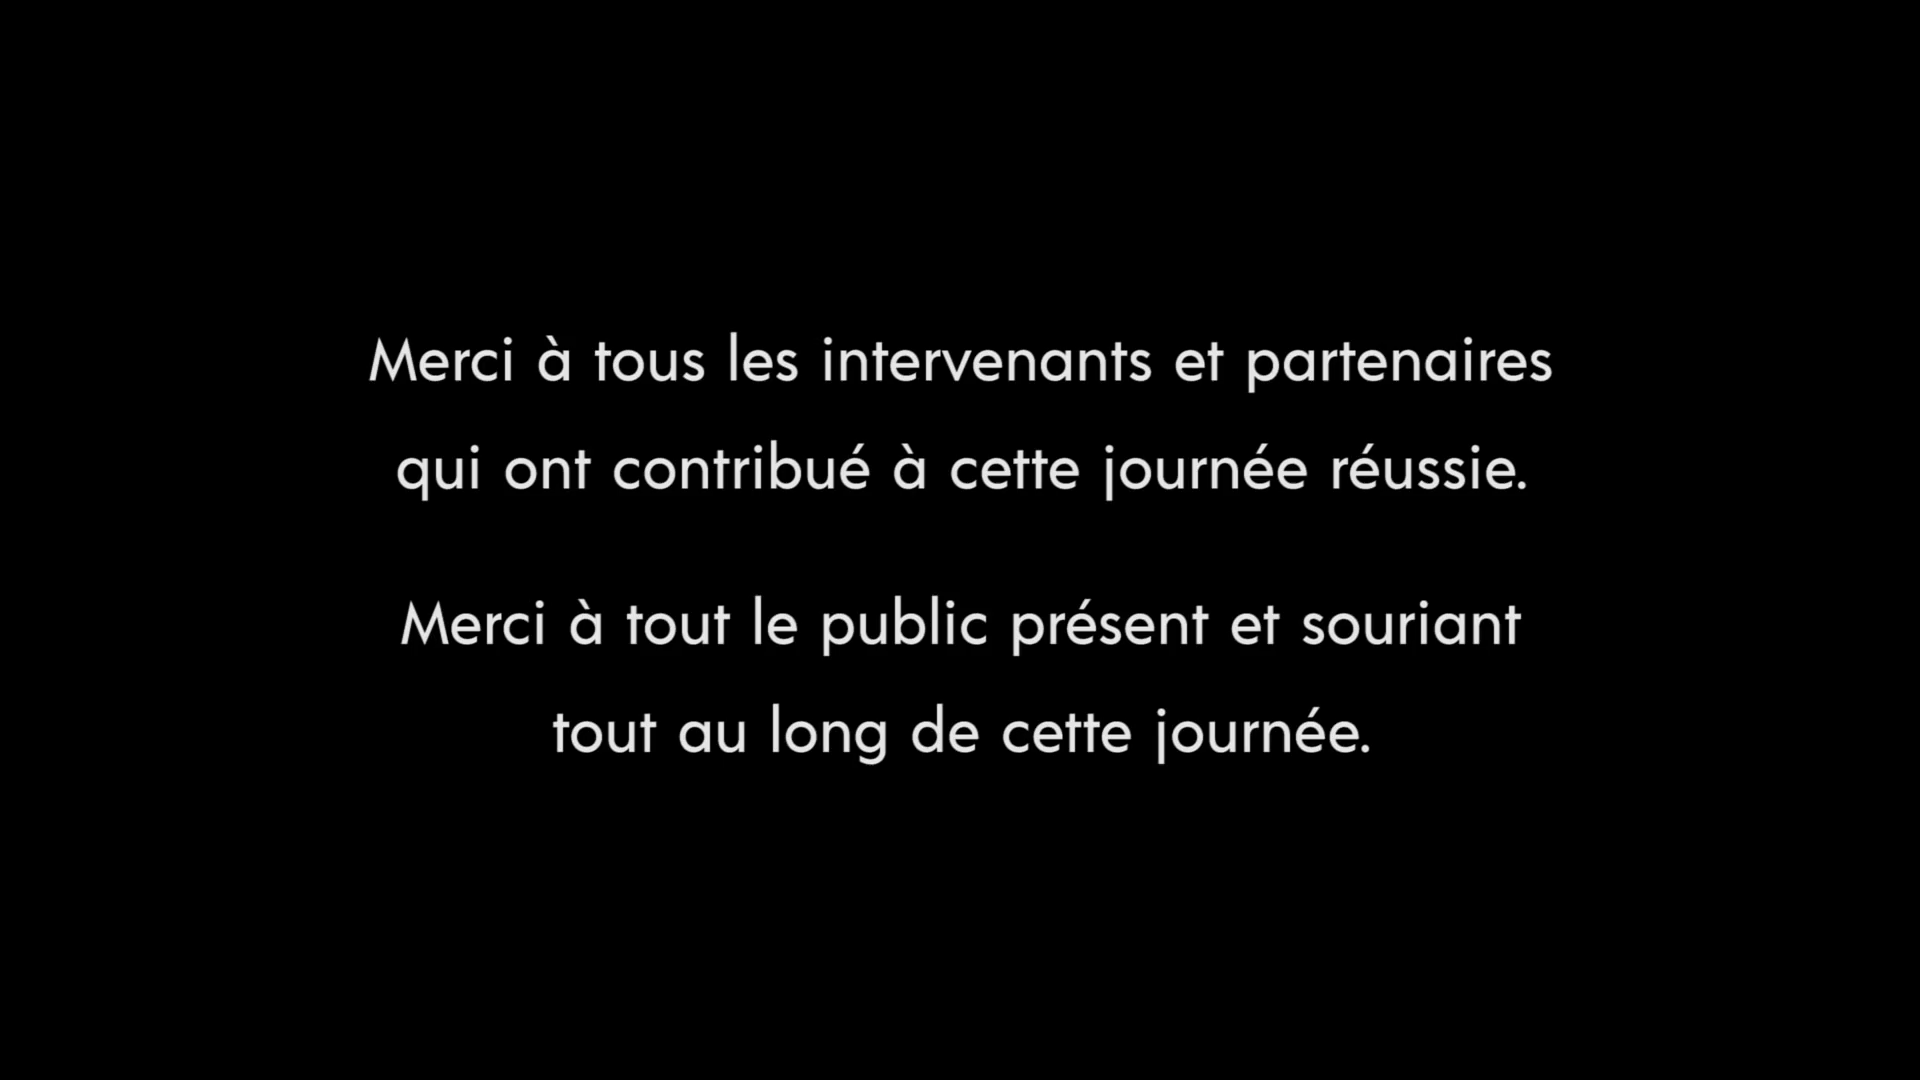 Merci à tous les intervenants et partenaires
qui ont contribué à cette journée réussie.
Merci à tout le public présent et souriant
tout au long de cette journée.